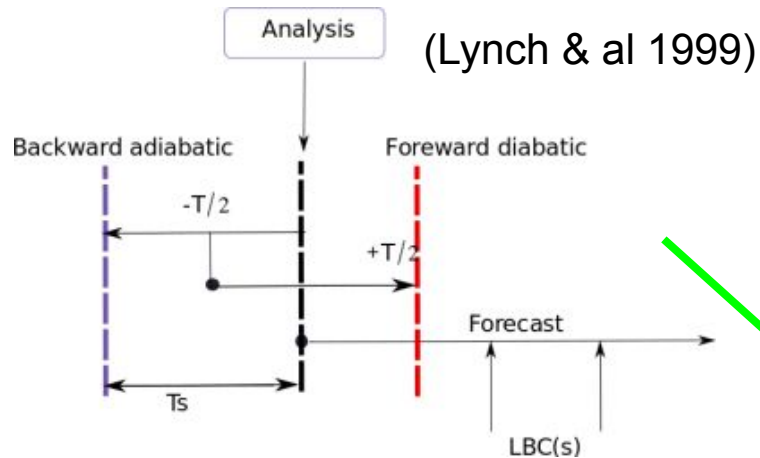 Analysis
(Lynch & al 1999)
Backward adiabatic
Foreward diabatic
-T/2
+T/2
Forecast
Ts
LBC(s)